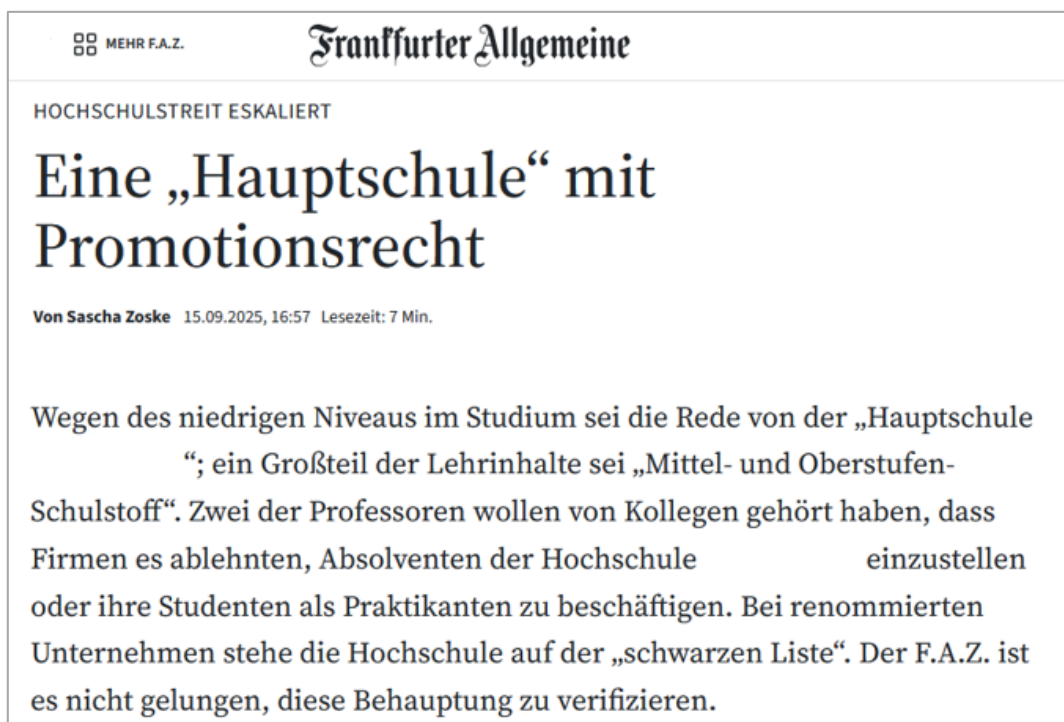 MEHR F.A.Z.
Frankfurter Allgemeine
HOCHSCHULSTREIT ESKALIERT
Eine „Hauptschule“ mit
Promotionsrecht
Von Sascha Zoske 15.09.2025, 16:57 Lesezeit: 7 Min.
Wegen des niedrigen Niveaus im Studium sei die Rede von der „Hauptschule
“; ein Großteil der Lehrinhalte sei „Mittel- und Oberstufen-
Schulstoff“. Zwei der Professoren wollen von Kollegen gehört haben, dass
Firmen es ablehnten, Absolventen der Hochschule einzustellen
oder ihre Studenten als Praktikanten zu beschäftigen. Bei renommierten
Unternehmen stehe die Hochschule auf der „schwarzen Liste“. Der F.A.Z. ist
es nicht gelungen, diese Behauptung zu verifizieren.